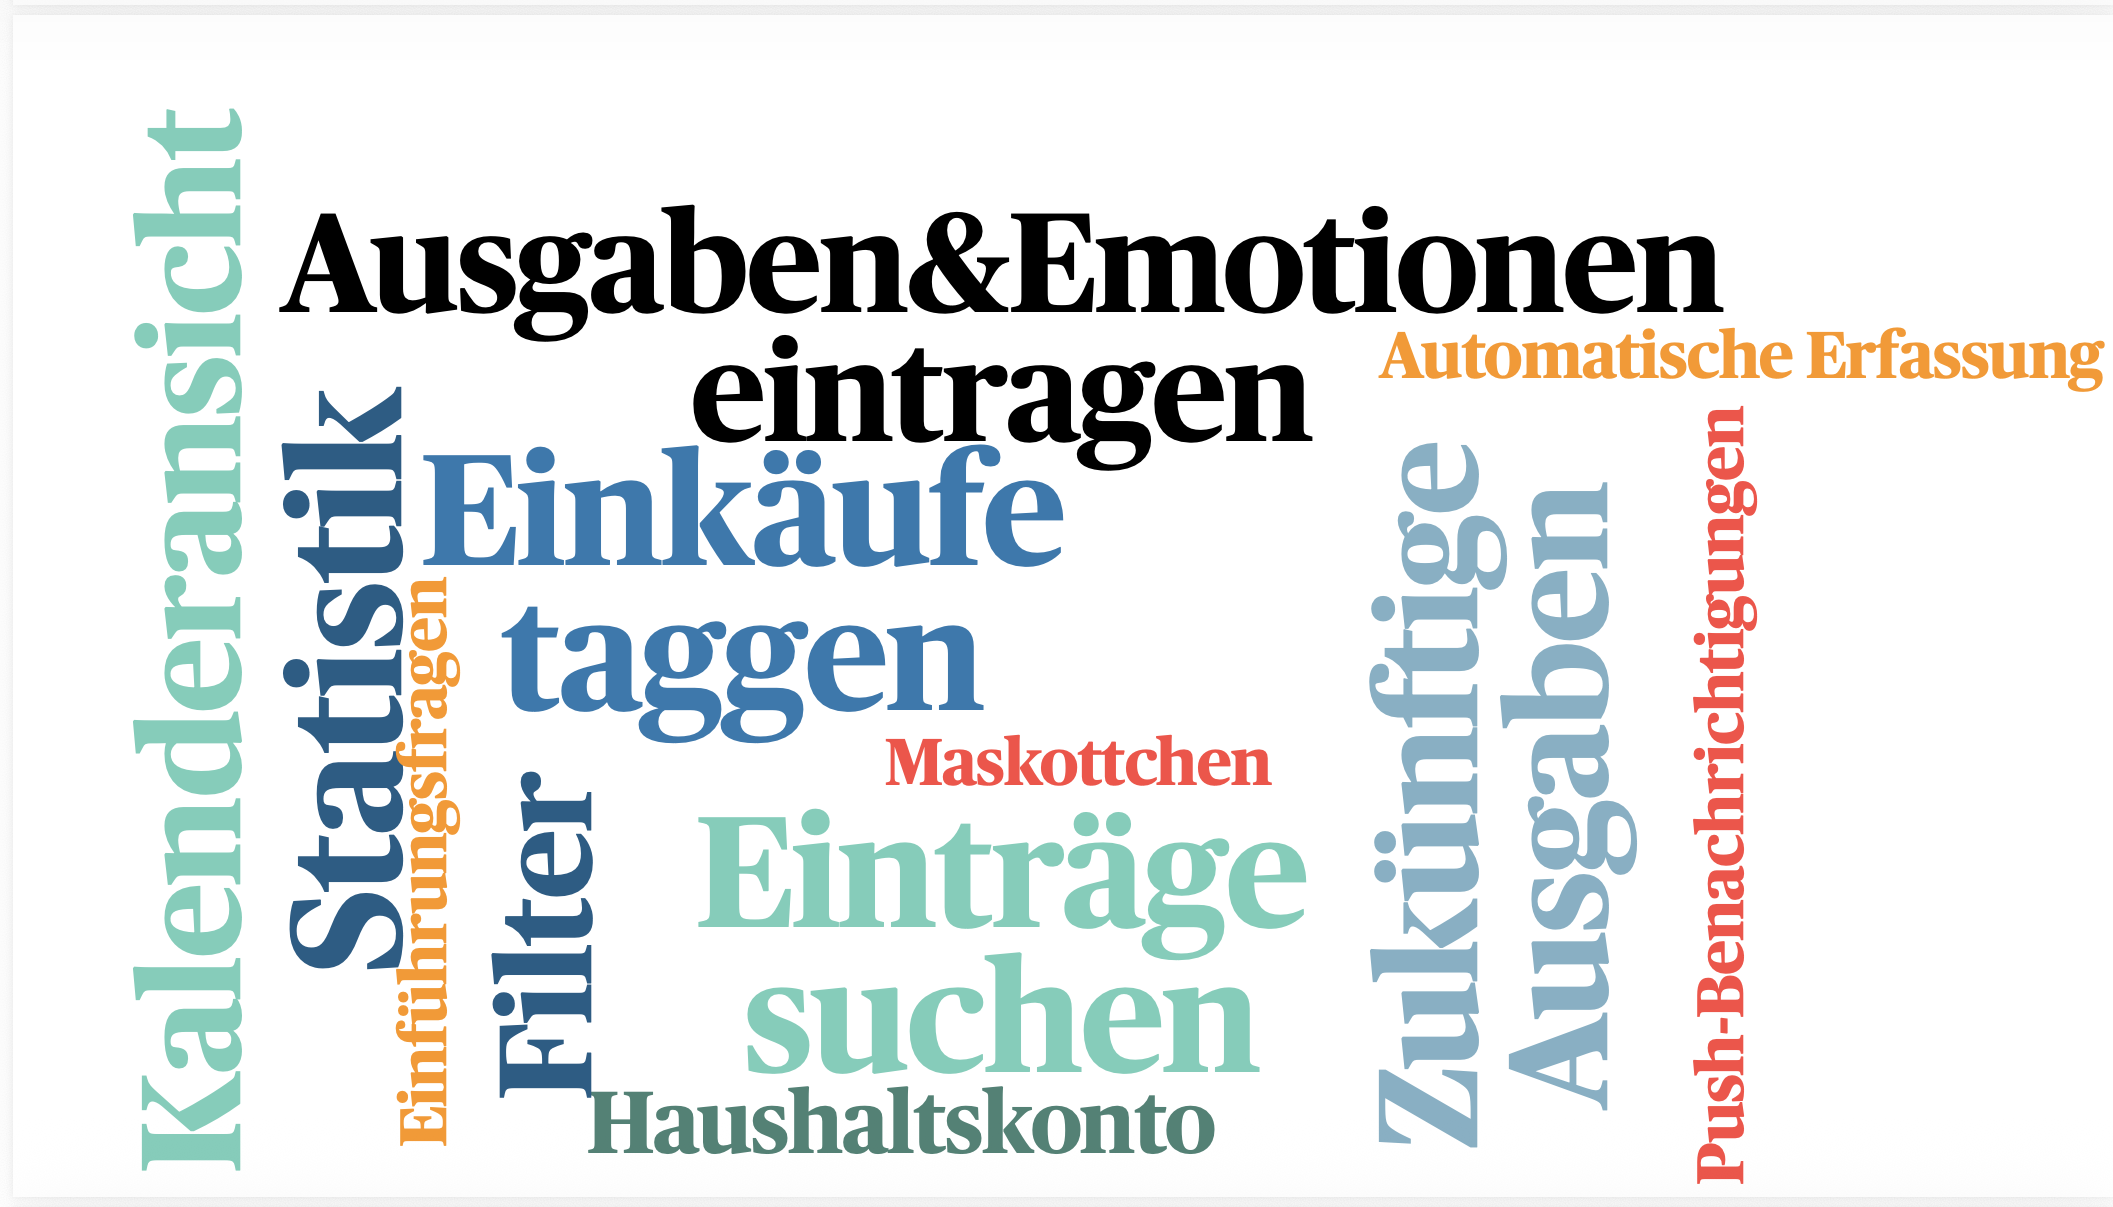 Kalenderansicht
Ausgaben&Emotionen
eintragen
Automatische Erfassung
Statistik
Einkäufe
taggen
Einführungsfragen
Filter
Maskottchen
Einträge
suchen
Haushaltskonto
Zukünftige
Ausgaben
Push-Benachrichtigungen